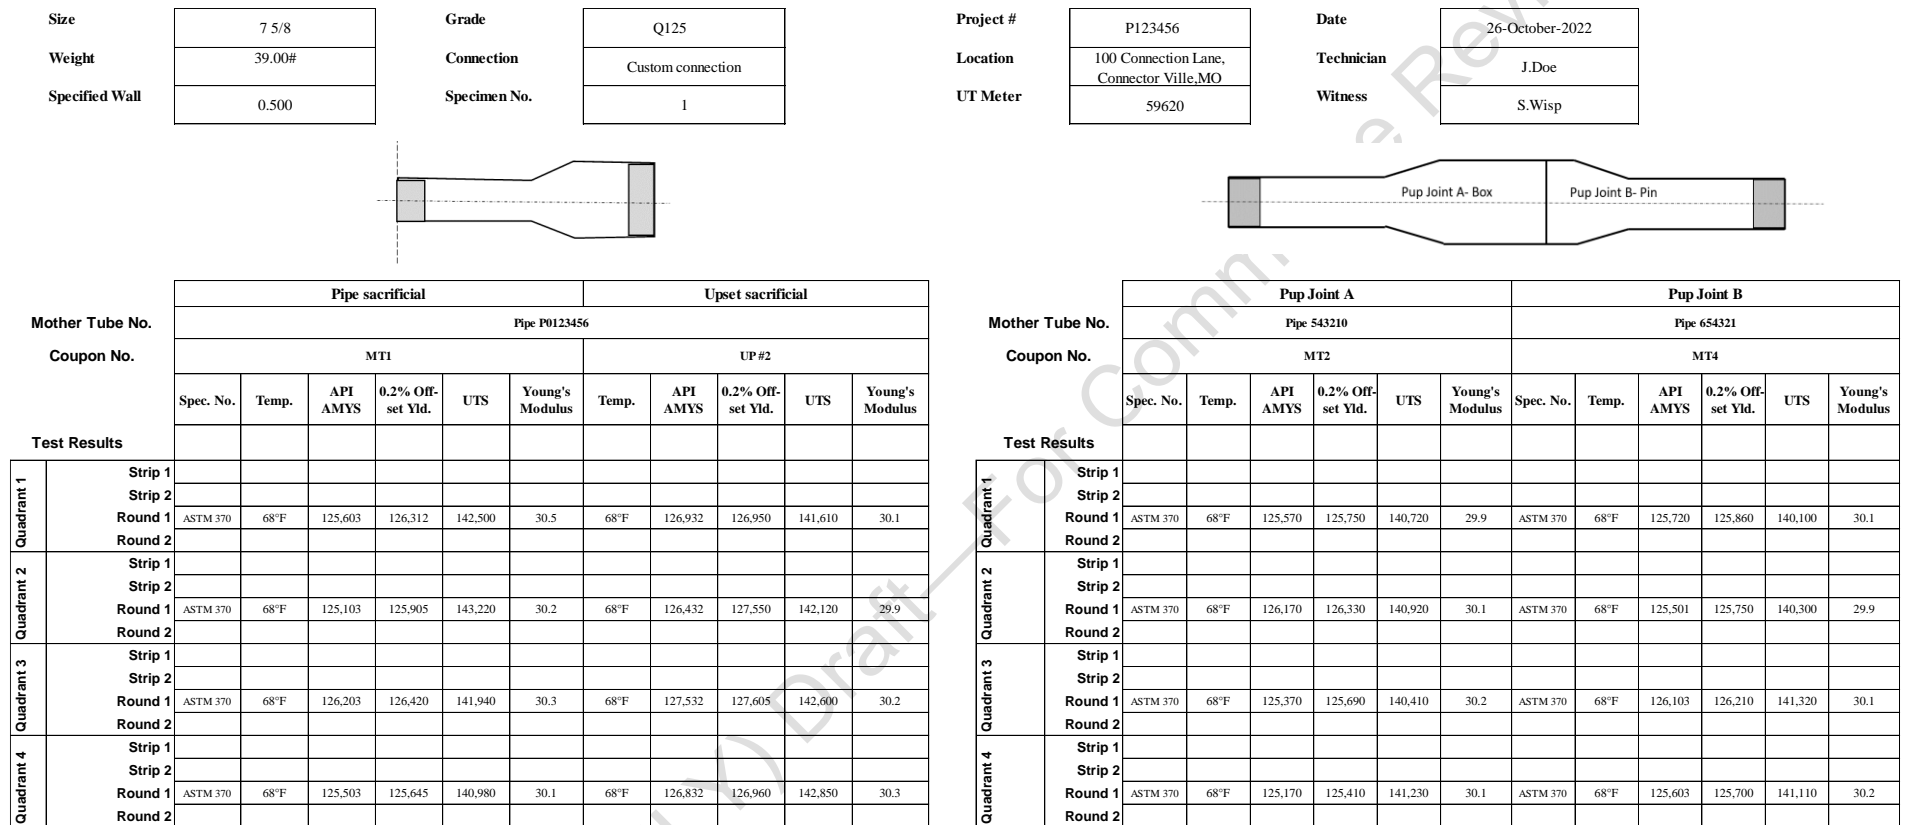 Size 7 5/8 Grade Q125 Project # P123456 Date 26-October-2022
Weight 39.00# Connection Custom connection Location 100 Connection Lane, Connector Ville,MO Technician J.Doe
Specified Wall 0.500 Specimen No. 1 UT Meter 59620 Witness S.Wisp
Pup Joint A- Box Pup Joint B- Pin
Pipe sacrificial Upset sacrificial
Mother Tube No. Pipe P0123456
Coupon No. MT1 UP #2
Spec. No. Temp. API AMYS 0.2% Off-set Yld. UTS Young's Modulus Temp. API AMYS 0.2% Off-set Yld. UTS Young's Modulus
Test Results
Quadrant 1
Strip 1
Strip 2
Round 1 ASTM 370 68°F 125,603 126,312 142,500 30.5 68°F 126,932 126,950 141,610 30.1
Round 2
Quadrant 2
Strip 1
Strip 2
Round 1 ASTM 370 68°F 125,103 125,905 143,220 30.2 68°F 126,432 127,550 142,120 29.9
Round 2
Quadrant 3
Strip 1
Strip 2
Round 1 ASTM 370 68°F 126,203 126,420 141,940 30.3 68°F 127,532 127,605 142,600 30.2
Round 2
Quadrant 4
Strip 1
Strip 2
Round 1 ASTM 370 68°F 125,503 125,645 140,980 30.1 68°F 126,832 126,960 142,850 30.3
Round 2
Pup Joint A Pup Joint B
Mother Tube No. Pipe 543210 Pipe 654321
Coupon No. MT2 MT4
Spec. No. Temp. API AMYS 0.2% Off-set Yld. UTS Young's Modulus Spec. No. Temp. API AMYS 0.2% Off-set Yld. UTS Young's Modulus
Test Results
Quadrant 1
Strip 1
Strip 2
Round 1 ASTM 370 68°F 125,570 125,750 140,720 29.9 ASTM 370 68°F 125,720 125,860 140,100 30.1
Round 2
Quadrant 2
Strip 1
Strip 2
Round 1 ASTM 370 68°F 126,170 126,330 140,920 30.1 ASTM 370 68°F 125,501 125,750 140,300 29.9
Round 2
Quadrant 3
Strip 1
Strip 2
Round 1 ASTM 370 68°F 125,370 125,690 140,410 30.2 ASTM 370 68°F 126,103 126,210 141,320 30.1
Round 2
Quadrant 4
Strip 1
Strip 2
Round 1 ASTM 370 68°F 125,170 125,410 141,230 30.1 ASTM 370 68°F 125,603 125,700 141,110 30.2
Round 2
Draft—For